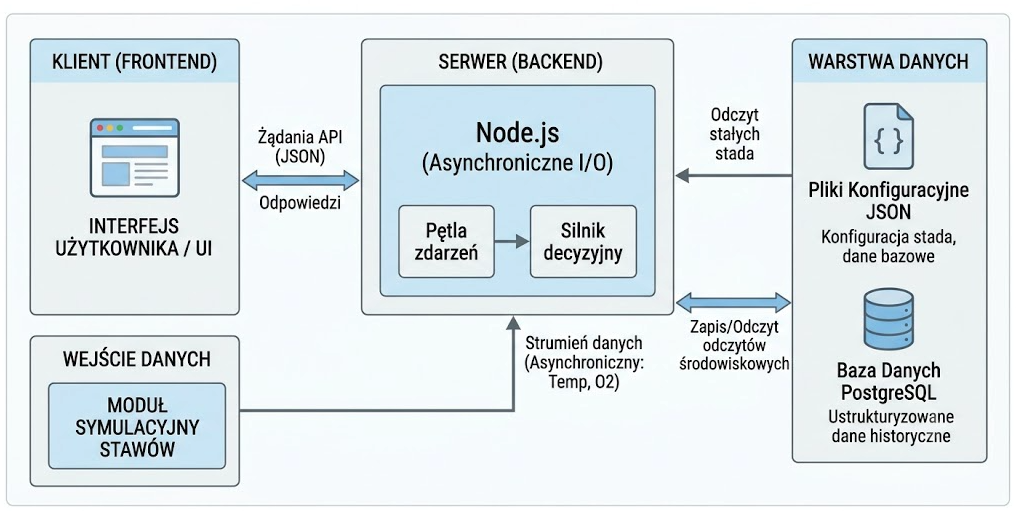 KLIENT (FRONTEND)
INTERFEJS
UŻYTKOWNIKA / UI
Żądania API
(JSON)
Odpowiedzi
SERWER (BACKEND)
Node.js
(Asynchroniczne I/O)
Pętla
zdarzeń
Silnik
decyzyjny
Odczyt
stałych
stada
Zapis/Odczyt
odczytów
środowiskowych
WARSTWA DANYCH
{ }
Pliki Konfiguracyjne
JSON
Konfiguracja stada,
dane bazowe
Baza Danych
PostgreSQL
Ustrukturyzowane
dane historyczne
WEJŚCIE DANYCH
MODUŁ
SYMULACYJNY
STAWÓW
Strumień danych
(Asynchroniczny:
Temp, O2)